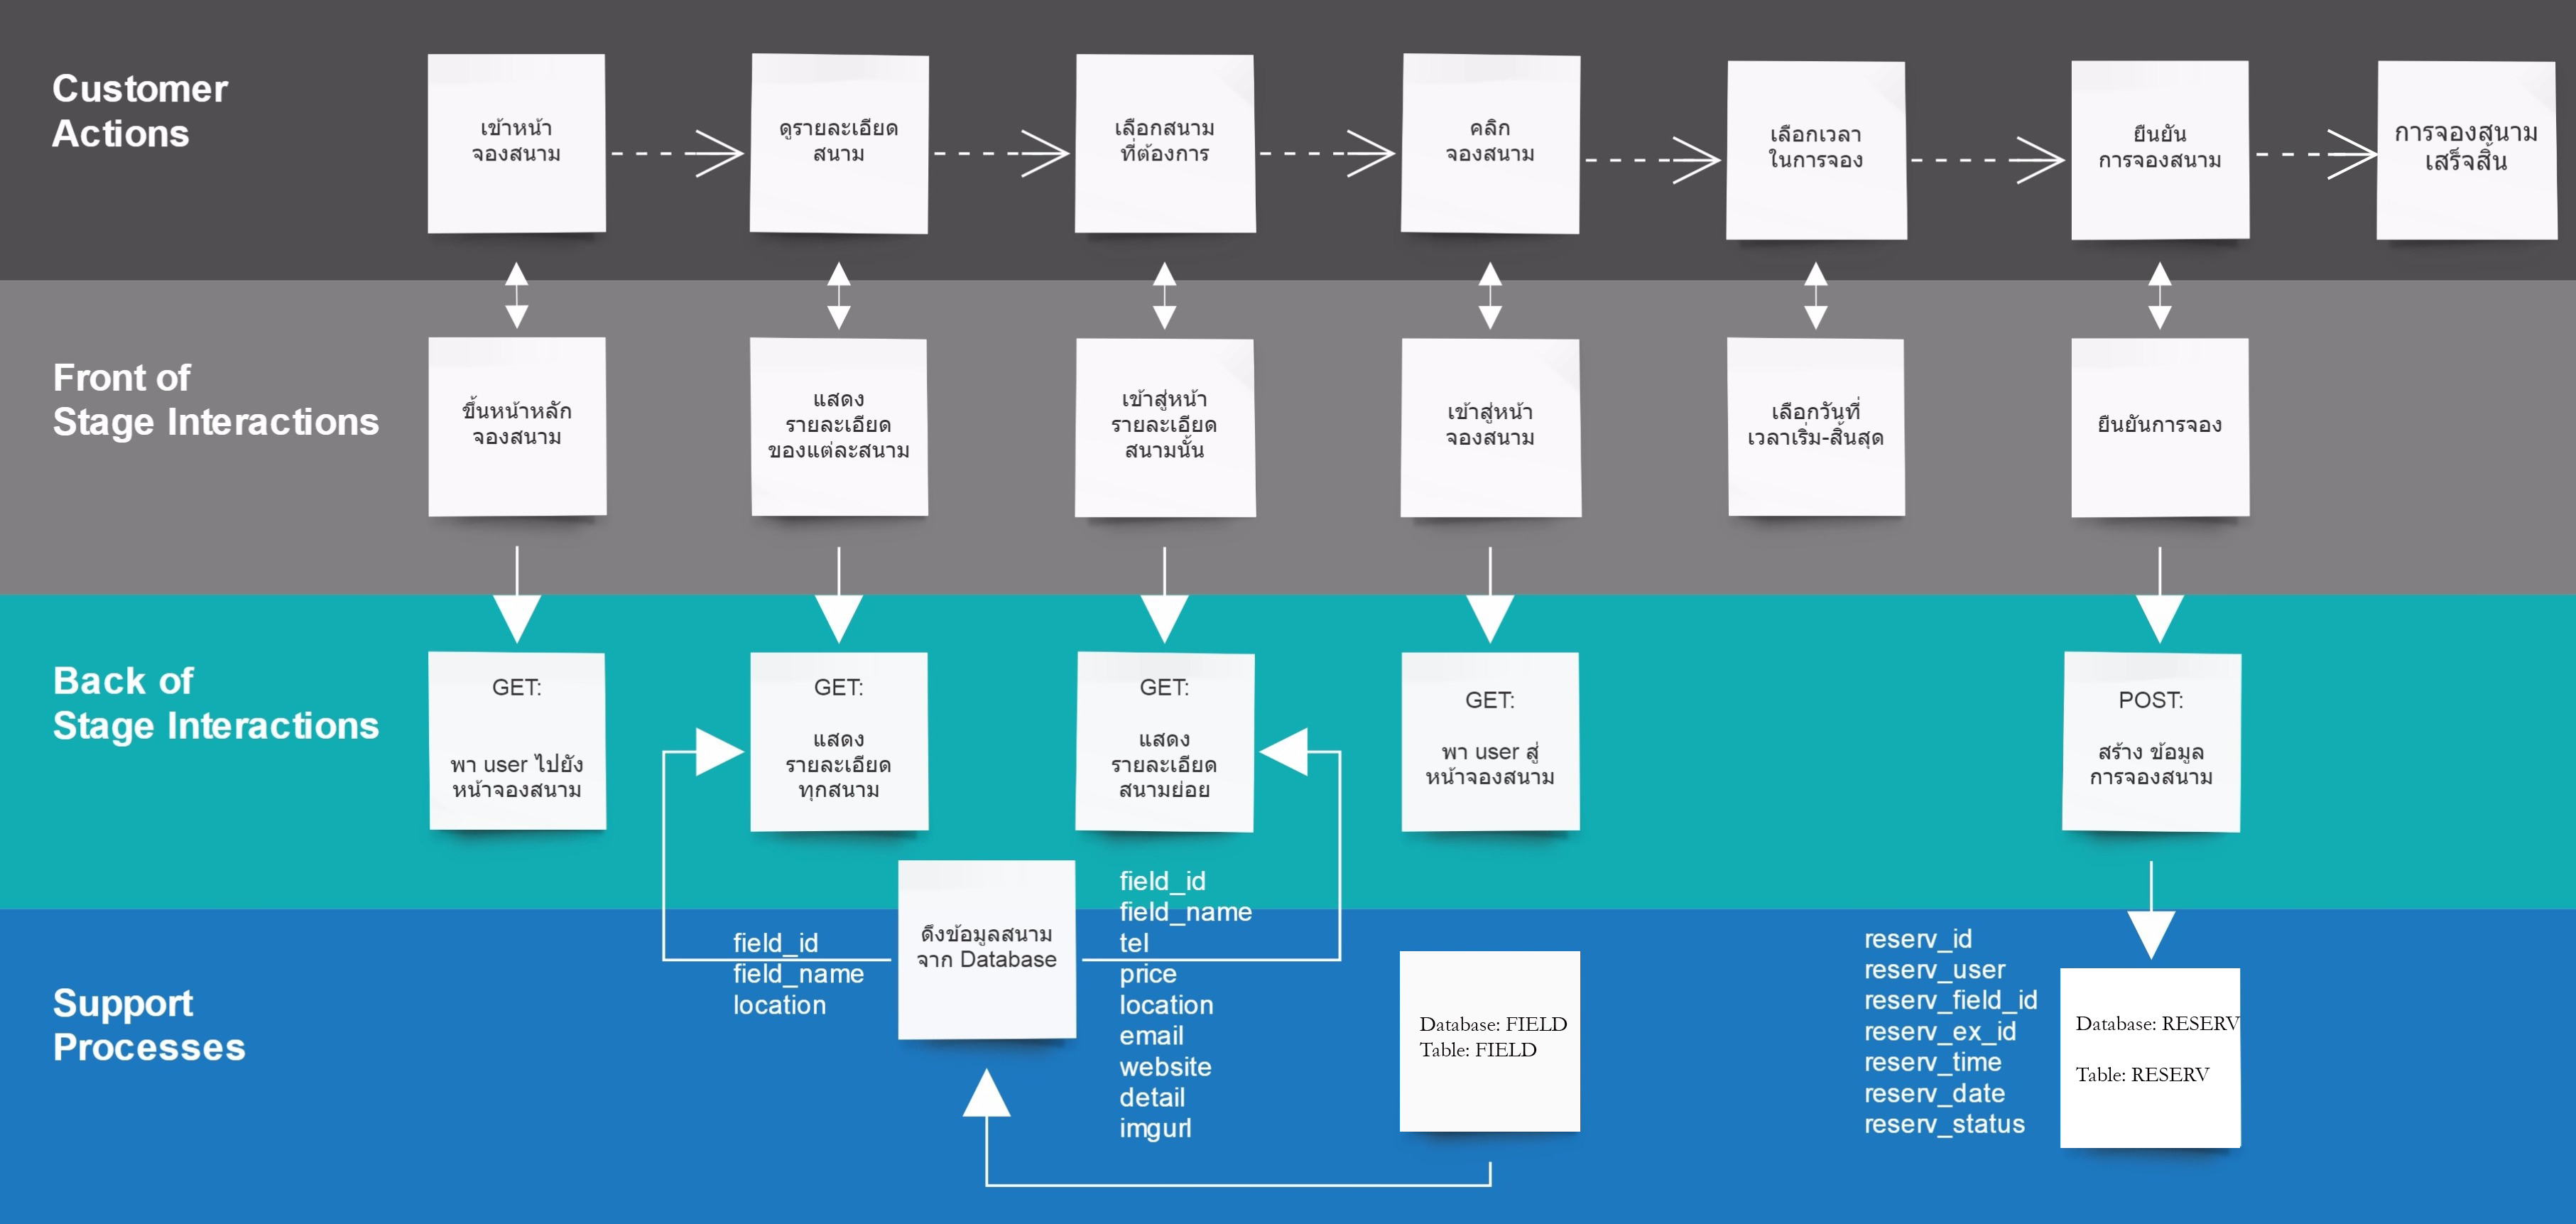 Customer
Actions
เข้าหน้า
จองสนาม
ดูรายละเอียด
สนาม
เลือกสนาม
ที่ต้องการ
คลิก
จองสนาม
เลือกเวลา
ในการจอง
ยืนยัน
การจองสนาม
การจองสนาม
เสร็จสิ้น
Front of
Stage Interactions
ขึ้นหน้าหลัก
จองสนาม
แสดง
รายละเอียด
ของแต่ละสนาม
เข้าสู่หน้า
รายละเอียด
สนามนั้น
เข้าสู่หน้า
จองสนาม
เลือกวันที่
เวลาเริ่ม-สิ้นสุด
ยืนยันการจอง
Back of
Stage Interactions
GET:
พา user ไปยัง
หน้าจองสนาม
GET:
แสดง
รายละเอียด
ทุกสนาม
GET:
แสดง
รายละเอียด
สนามย่อย
GET:
พา user สู่
หน้าจองสนาม
POST:
สร้าง ข้อมูล
การจองสนาม
Support
Processes
field_id
field_name
location
ดึงข้อมูลสนาม
จาก Database
field_id
field_name
tel
price
location
email
website
detail
imgurl
Database: FIELD
Table: FIELD
reserv_id
reserv_user
reserv_field_id
reserv_ex_id
reserv_time
reserv_date
reserv_status
Database: RESERV
Table: RESERV